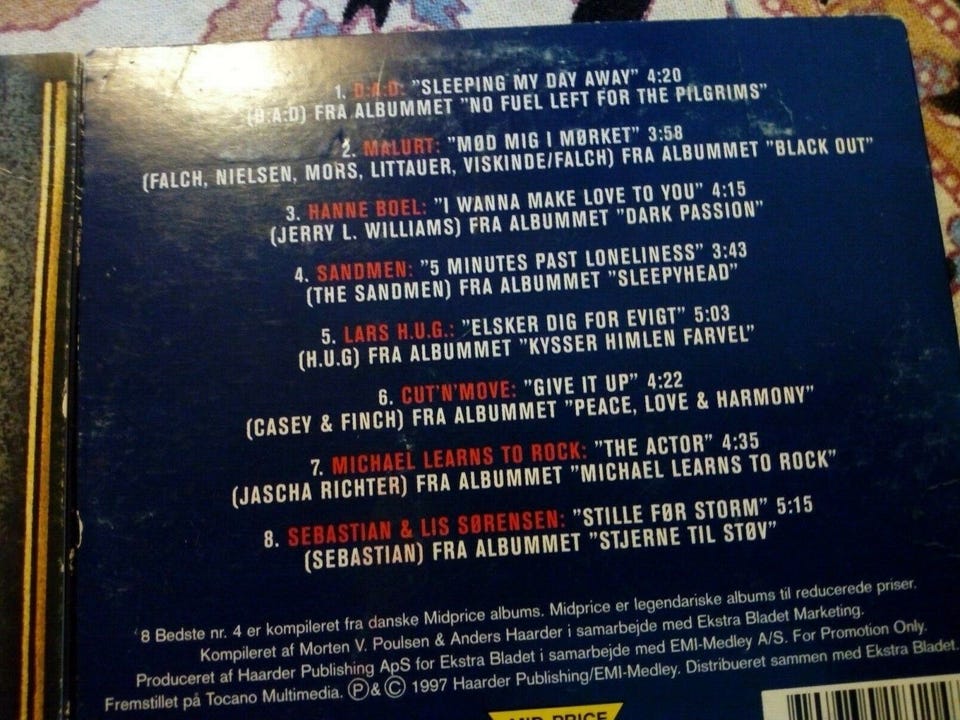 1. D.A.D: "SLEEPING MY DAY AWAY" 4:20
(D.A.D) FRA ALBUMMET "NO FUEL LEFT FOR THE PILGRIMS"
2. MALURT: "MØD MIG I MØRKET" 3:58
(FALCH, NIELSEN, MORS, LITTAUER, VISKINDE/FALCH) FRA ALBUMMET "BLACK OUT"
3. HANNE BOEL: "I WANNA MAKE LOVE TO YOU" 4:15
(JERRY L. WILLIAMS) FRA ALBUMMET "DARK PASSION"
4. SANDMEN: "5 MINUTES PAST LONELINESS" 3:43
(THE SANDMEN) FRA ALBUMMET "SLEEPYHEAD"
5. LARS H.U.G.: "ELSKER DIG FOR EVIGT" 5:03
(H.U.G) FRA ALBUMMET "KYSSER HIMLEN FARVEL"
6. CUT'N'MOVE: "GIVE IT UP" 4:22
(CASEY & FINCH) FRA ALBUMMET "PEACE, LOVE & HARMONY"
7. MICHAEL LEARNS TO ROCK: "THE ACTOR" 4:35
(JASCHA RICHTER) FRA ALBUMMET "MICHAEL LEARNS TO ROCK"
8. SEBASTIAN & LIS SØRENSEN: "STILLE FØR STORM" 5:15
(SEBASTIAN) FRA ALBUMMET "STJERNE TIL STØV"
8 Bedste nr. 4 er kompileret fra danske Midprice albums. Midprice er legendariske albums til reducerede priser.
Kompileret af Morten V. Poulsen & Anders Haarder i samarbejde med Ekstra Bladet Marketing.
Produceret af Haarder Publishing ApS for Ekstra Bladet i samarbejde med EMI-Medley A/S. For Promotion Only.
Fremstillet på Tocano Multimedia. Ⓟ & © 1997 Haarder Publishing/EMI-Medley. Distribueret sammen med Ekstra Bladet.
MID PRICE